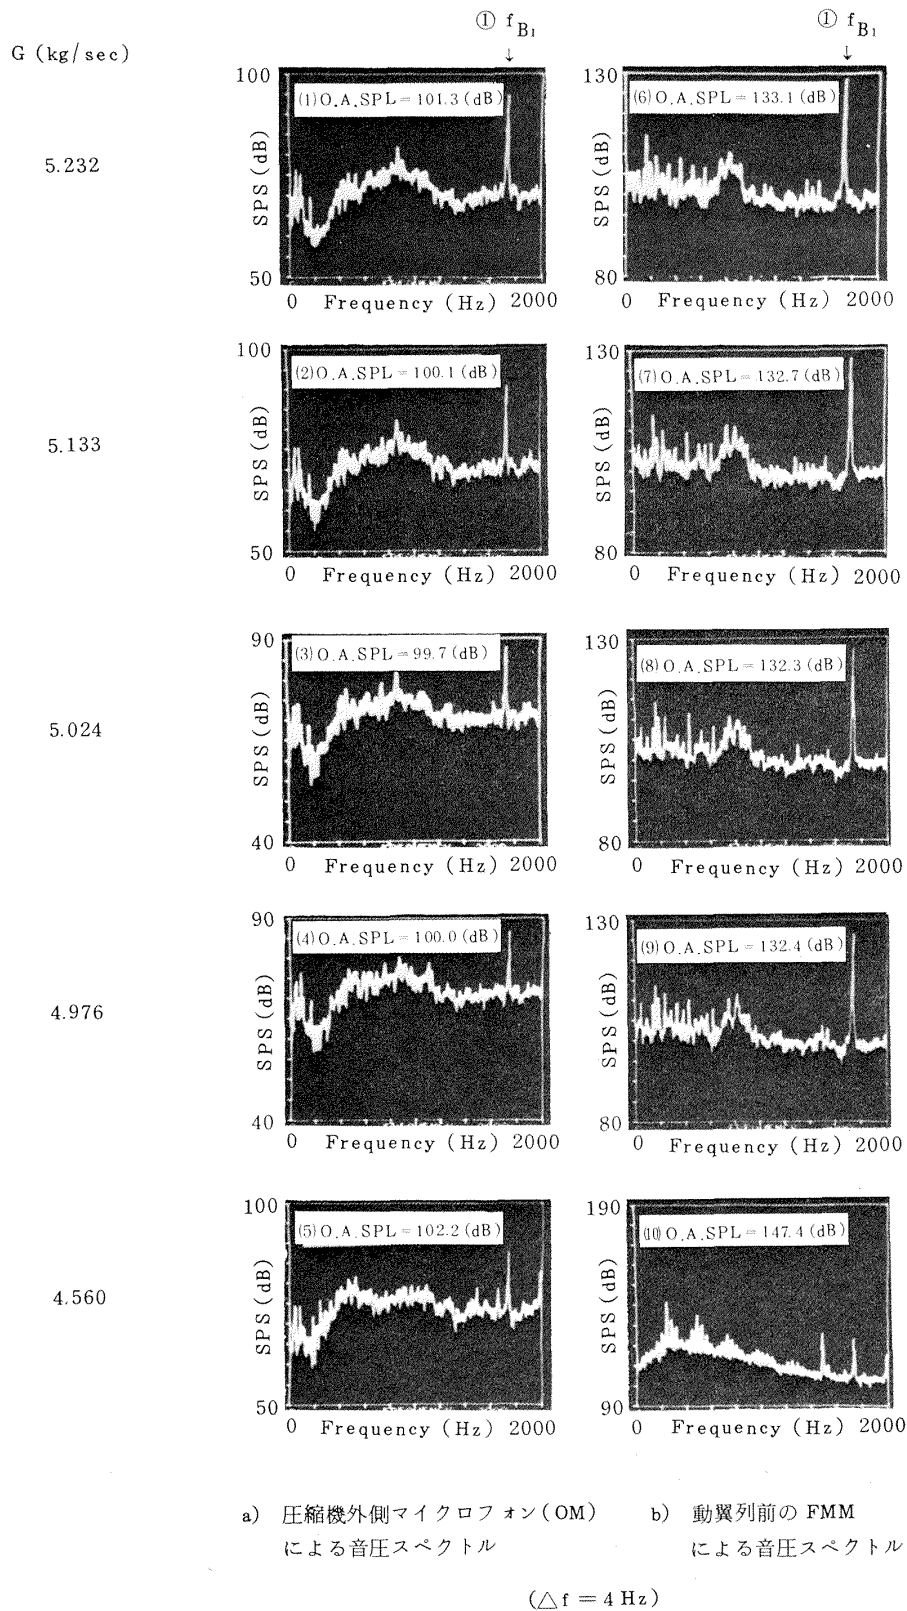 ① f_B1 ① f_B1
↓ ↓
G (kg/sec)
5.232
100 (1) O.A.SPL=101.3 (dB)
SPS (dB)
50
0 Frequency (Hz) 2000
130 (6) O.A.SPL=133.1 (dB)
SPS (dB)
80
0 Frequency (Hz) 2000
5.133
100 (2) O.A.SPL=100.1 (dB)
SPS (dB)
50
0 Frequency (Hz) 2000
130 (7) O.A.SPL=132.7 (dB)
SPS (dB)
80
0 Frequency (Hz) 2000
5.024
90 (3) O.A.SPL=99.7 (dB)
SPS (dB)
40
0 Frequency (Hz) 2000
130 (8) O.A.SPL=132.3 (dB)
SPS (dB)
80
0 Frequency (Hz) 2000
4.976
90 (4) O.A.SPL=100.0 (dB)
SPS (dB)
40
0 Frequency (Hz) 2000
130 (9) O.A.SPL=132.4 (dB)
SPS (dB)
80
0 Frequency (Hz) 2000
4.560
100 (5) O.A.SPL=102.2 (dB)
SPS (dB)
50
0 Frequency (Hz) 2000
190 (10) O.A.SPL=147.4 (dB)
SPS (dB)
90
0 Frequency (Hz) 2000
a) 圧縮機外側マイクロフォン(OM)
による音圧スペクトル
b) 動翼列前の FMM
による音圧スペクトル
(△f = 4 Hz)